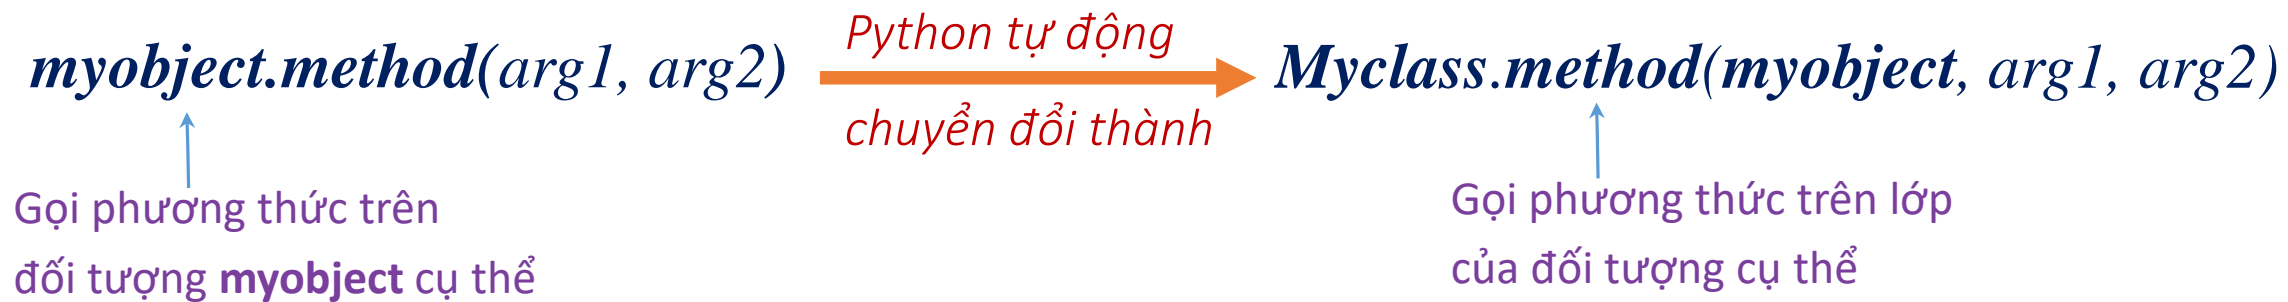 myobject.method(arg1, arg2)
Python tự động
chuyển đổi thành
Myclass.method(myobject, arg1, arg2)
Gọi phương thức trên
đối tượng myobject cụ thể
Gọi phương thức trên lớp
của đối tượng cụ thể